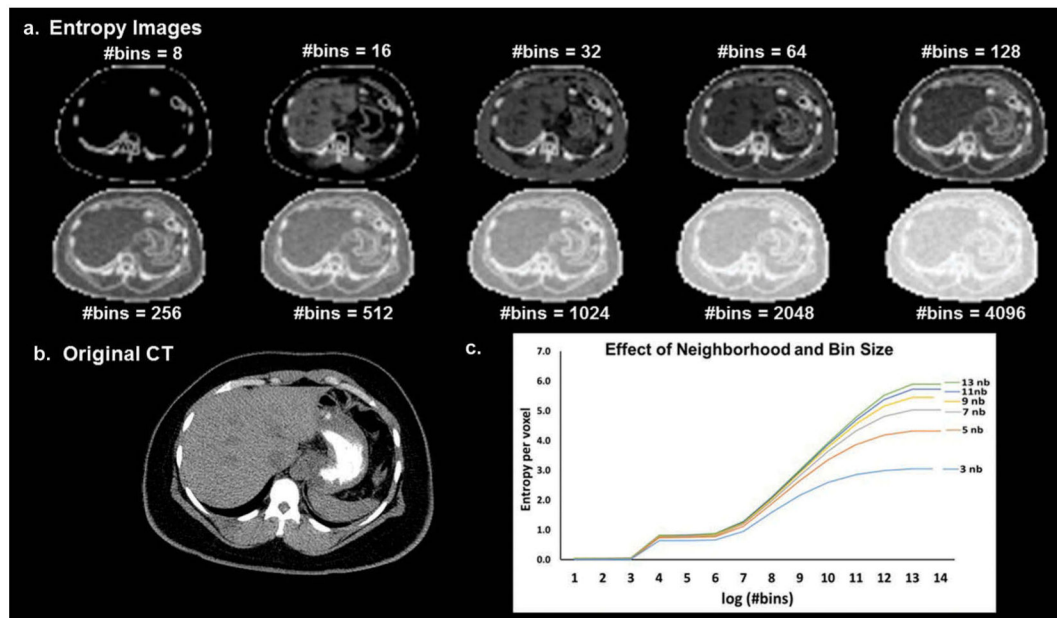 a. Entropy Images
#bins = 8 #bins = 16 #bins = 32 #bins = 64 #bins = 128
#bins = 256 #bins = 512 #bins = 1024 #bins = 2048 #bins = 4096
b. Original CT
c.
Effect of Neighborhood and Bin Size
Entropy per voxel
7.0
6.0
5.0
4.0
3.0
2.0
1.0
0.0
13 nb
11nb
9 nb
7 nb
5 nb
3 nb
1 2 3 4 5 6 7 8 9 10 11 12 13 14
log (#bins)